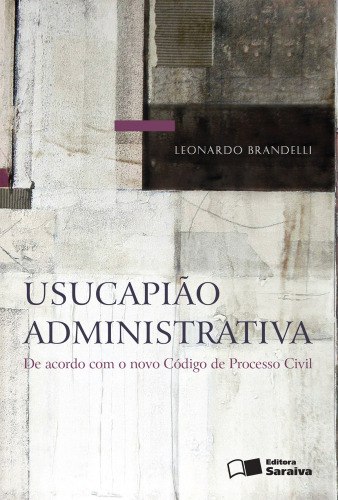 LEONARDO BRANDELLI
USUCAPIÃO
ADMINISTRATIVA
De acordo com o novo Código de Processo Civil
Editora
Saraiva